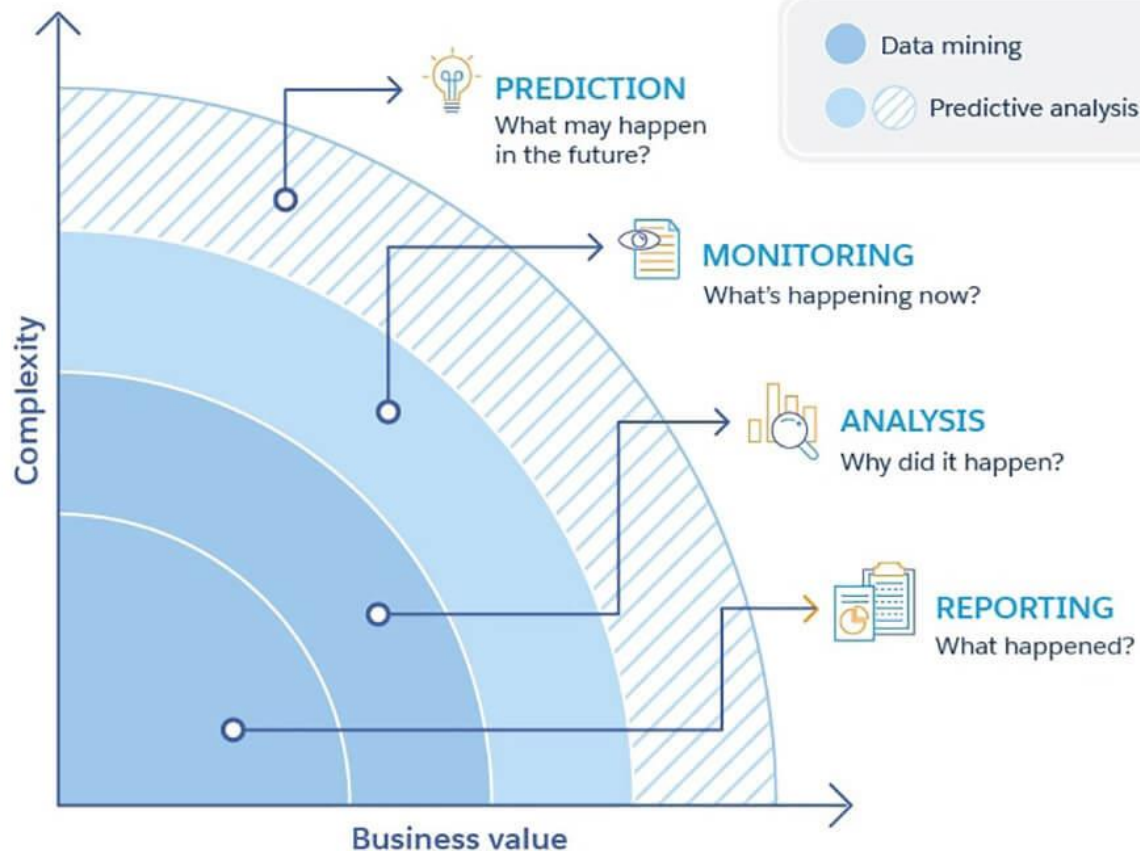 Data mining
Predictive analysis
PREDICTION
What may happen
in the future?
MONITORING
What's happening now?
ANALYSIS
Why did it happen?
REPORTING
What happened?
Complexity
Business value